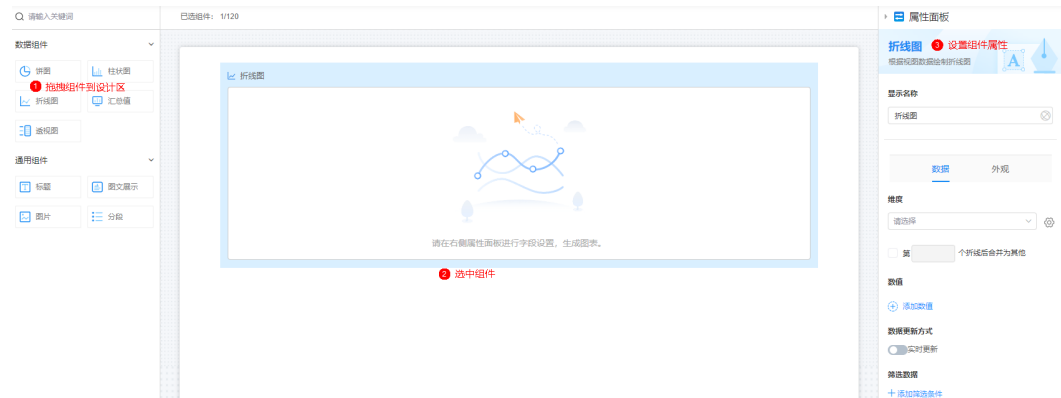 请输入关键词
数据组件
饼图
柱状图
1 拖拽组件到设计区
折线图
汇总值
透视图
通用组件
标题
图文展示
图片
分段
已选组件： 1/120
折线图
请在右侧属性面板进行字段设置，生成图表。
2 选中组件
属性面板
折线图
3 设置组件属性
根据视图数据绘制折线图
A
显示名称
折线图
数据
外观
维度
请选择
第 个折线后合并为其他
数值
添加数值
数据更新方式
实时更新
筛选数据
添加筛选条件